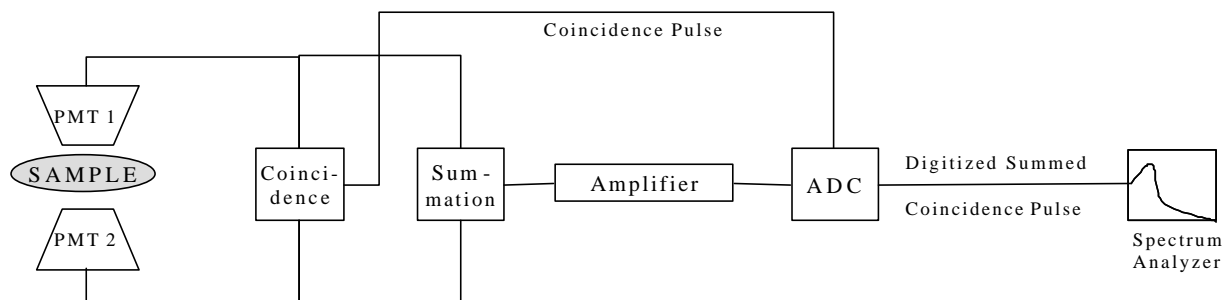 Coincidence Pulse
PMT 1
SAMPLE
PMT 2
Coinci-
dence
Sum-
mation
Amplifier
ADC
Digitized Summed
Coincidence Pulse
Spectrum
Analyzer